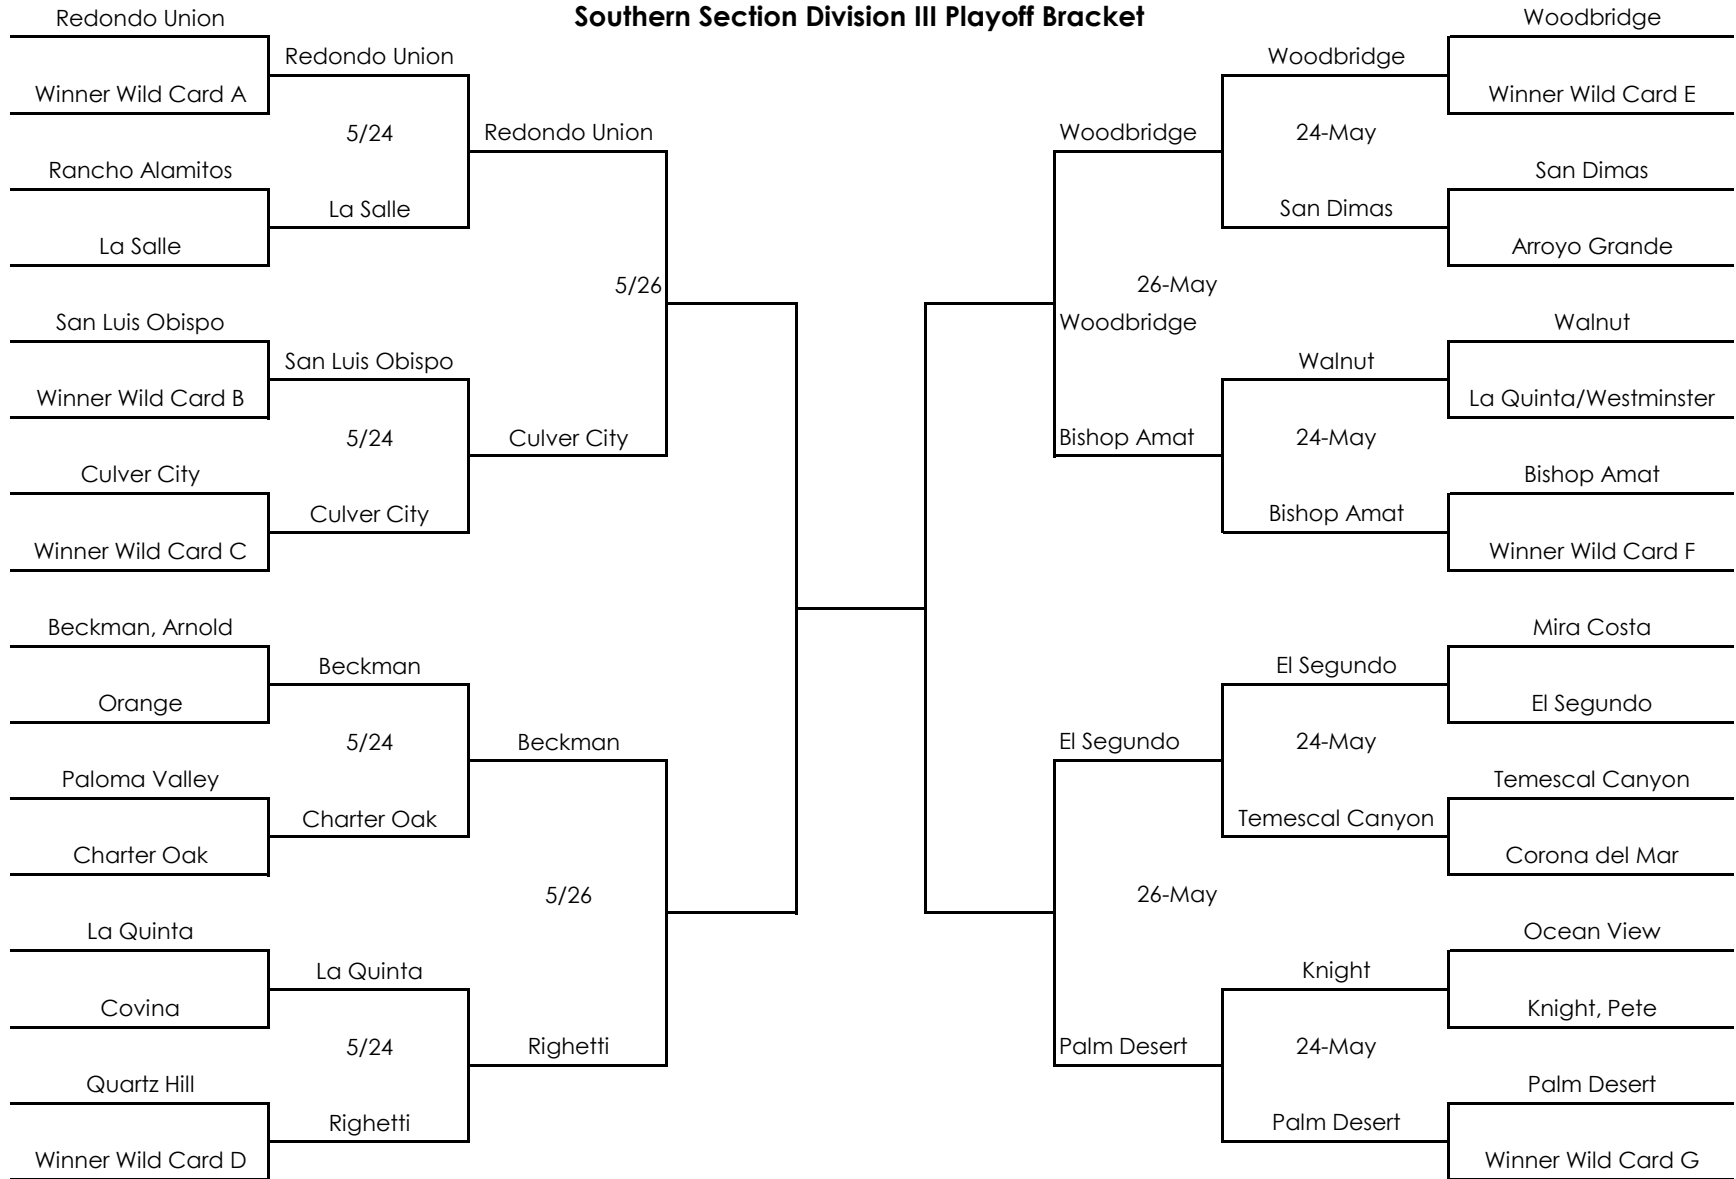 Southern Section Division III Playoff Bracket
Redondo Union
Winner Wild Card A
Rancho Alamitos
La Salle
San Luis Obispo
Winner Wild Card B
Culver City
Winner Wild Card C
Beckman, Arnold
Orange
Paloma Valley
Charter Oak
La Quinta
Covina
Quartz Hill
Winner Wild Card D
Redondo Union
5/24
La Salle
San Luis Obispo
5/24
Culver City
Beckman
5/24
Charter Oak
La Quinta
5/24
Righetti
Redondo Union
5/26
Culver City
Beckman
5/26
Righetti
Woodbridge
26-May
Woodbridge
Bishop Amat
El Segundo
26-May
Palm Desert
Woodbridge
24-May
San Dimas
Walnut
24-May
Bishop Amat
El Segundo
24-May
Temescal Canyon
Knight
24-May
Palm Desert
Woodbridge
Winner Wild Card E
San Dimas
Arroyo Grande
Walnut
La Quinta/Westminster
Bishop Amat
Winner Wild Card F
Mira Costa
El Segundo
Temescal Canyon
Corona del Mar
Ocean View
Knight, Pete
Palm Desert
Winner Wild Card G